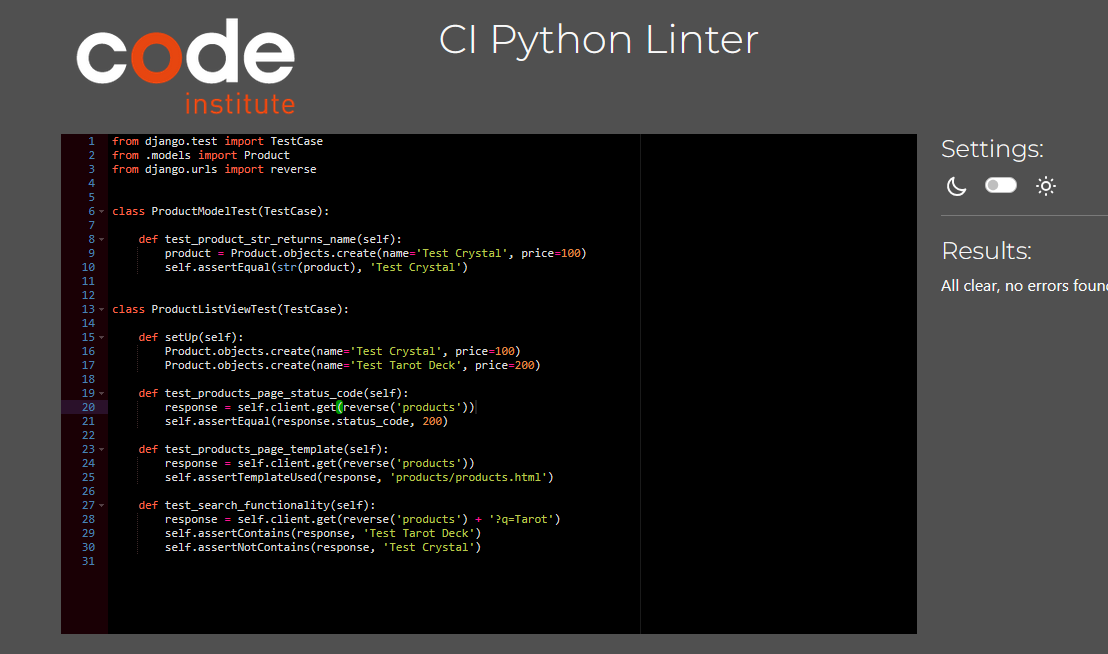 code
institute
CI Python Linter
1 from django.test import TestCase
2 from .models import Product
3 from django.urls import reverse
4
5
6 class ProductModelTest(TestCase):
7
8     def test_product_str_returns_name(self):
9         product = Product.objects.create(name='Test Crystal', price=100)
10         self.assertEqual(str(product), 'Test Crystal')
11
12
13 class ProductListViewTest(TestCase):
14
15     def setUp(self):
16         Product.objects.create(name='Test Crystal', price=100)
17         Product.objects.create(name='Test Tarot Deck', price=200)
18
19     def test_products_page_status_code(self):
20         response = self.client.get(reverse('products'))
21         self.assertEqual(response.status_code, 200)
22
23     def test_products_page_template(self):
24         response = self.client.get(reverse('products'))
25         self.assertTemplateUsed(response, 'products/products.html')
26
27     def test_search_functionality(self):
28         response = self.client.get(reverse('products') + '?q=Tarot')
29         self.assertContains(response, 'Test Tarot Deck')
30         self.assertNotContains(response, 'Test Crystal')
31
Settings:
Results:
All clear, no errors foun